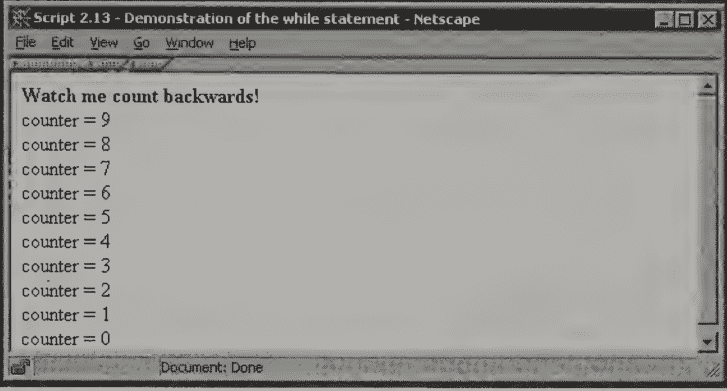 Script 2.13 - Demonstration of the while statement - Netscape
File Edit View Go Window Help
Watch me count backwards!
counter = 9
counter = 8
counter = 7
counter = 6
counter = 5
counter = 4
counter = 3
counter = 2
counter = 1
counter = 0
Document: Done